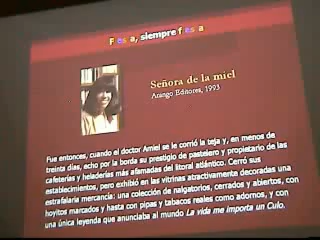 Fiesta, siempre fiesta
Señora de la miel
Arango Editores, 1993
Fue entonces, cuando el doctor Amiel se le corrió la teja y, en menos de
treinta días, echo por la borda su prestigio de pastelero y propietario de las
cafeterías y heladerías más afamadas del litoral atlántico. Cerró sus
establecimientos, pero exhibió en las vitrinas atractivamente decoradas una
estrafalaria mercancía: una colección de nalgatorios, cerrados y abiertos, con
hoyitos marcados y hasta con pipas y tabacos reales como adornos, y con
una única leyenda que anunciaba al mundo La vida me importa un Culo.